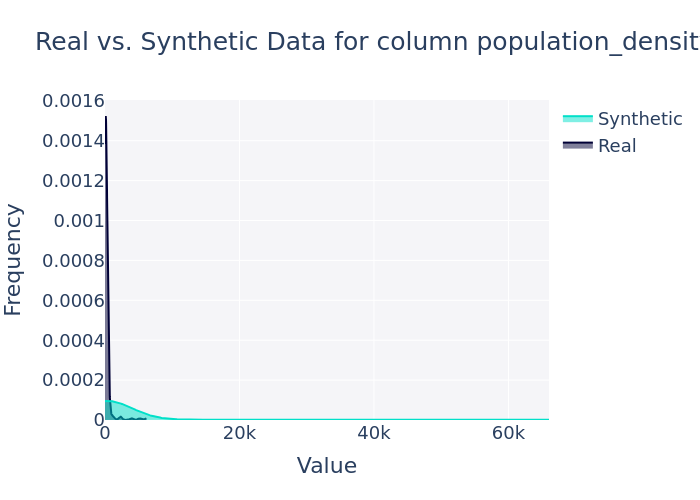 Real vs. Synthetic Data for column population_densit
0.0016
0.0014
0.0012
0.001
0.0008
0.0006
0.0004
0.0002
0
0 20k 40k 60k
Value
Frequency
Synthetic
Real